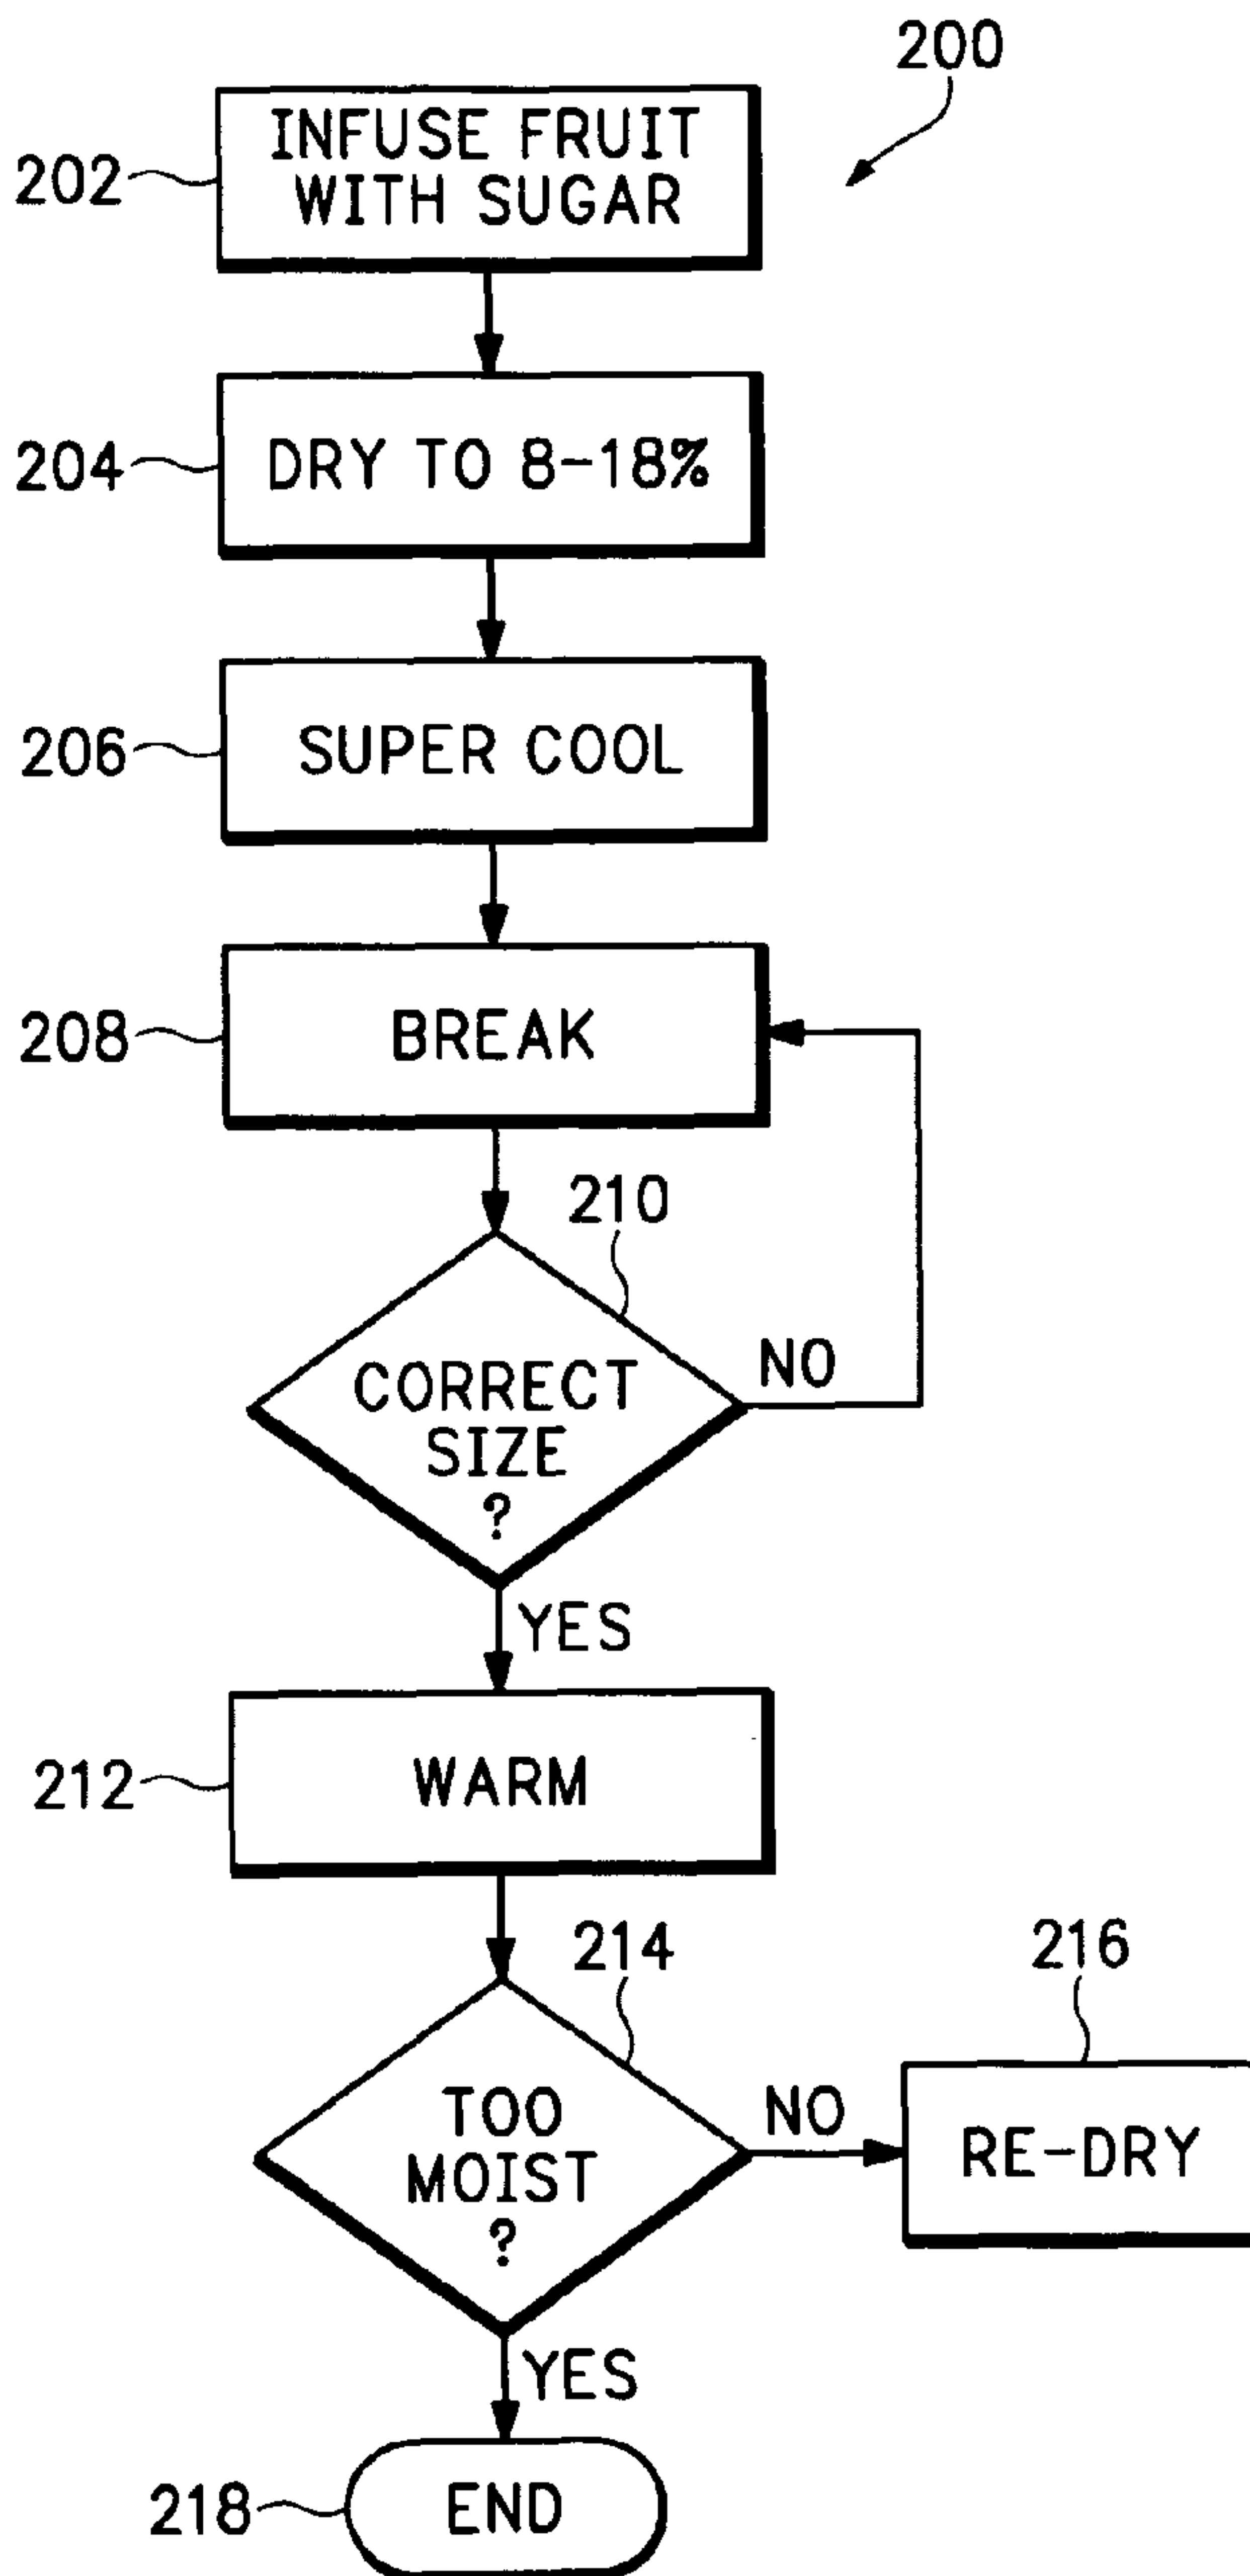 200
INFUSE FRUIT
WITH SUGAR
202
204
DRY TO 8-18%
206
SUPER COOL
208
BREAK
210
CORRECT
SIZE
?
NO
YES
212
WARM
214
216
TOO
MOIST
?
NO
RE-DRY
YES
218
END